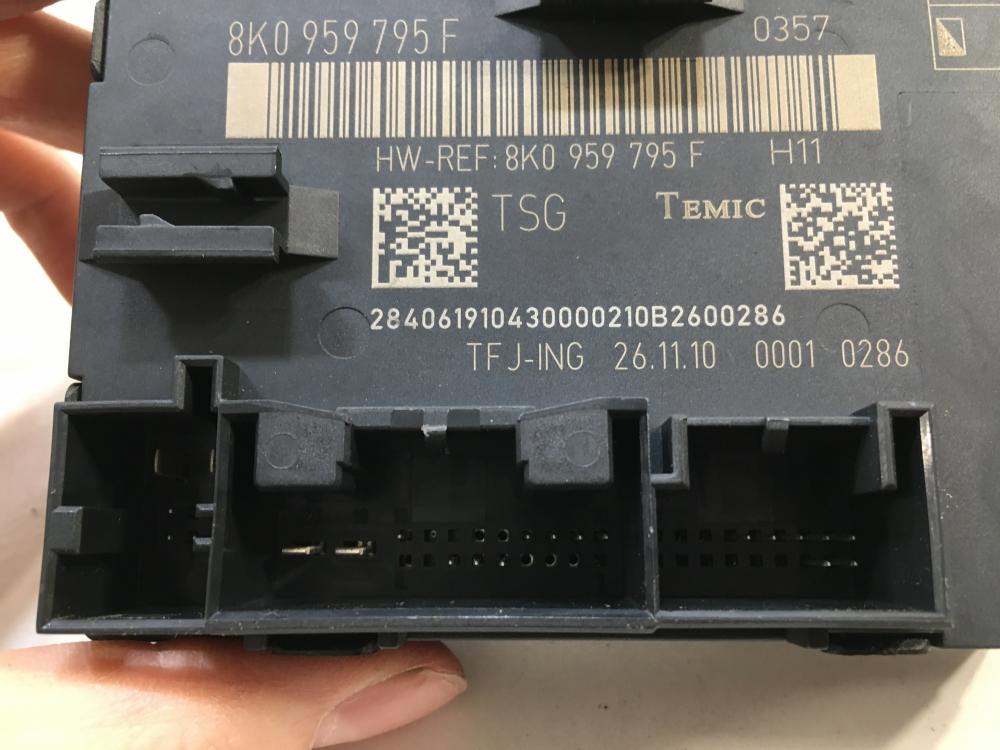 8K0 959 795 F 0357
HW-REF: 8K0 959 795 F H11
TSG TEMIC
284061910430000210B2600286
TFJ-ING 26.11.10 0001 0286